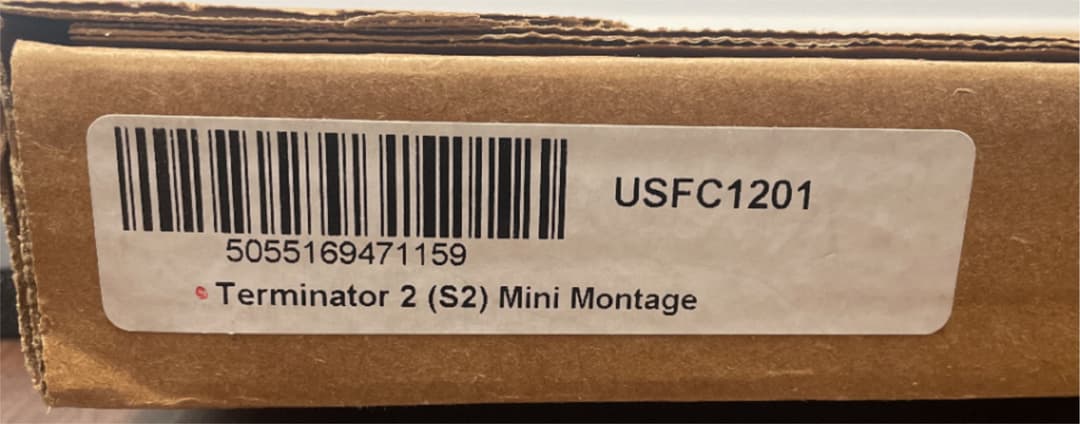 USFC1201
5055169471159
Terminator 2 (S2) Mini Montage